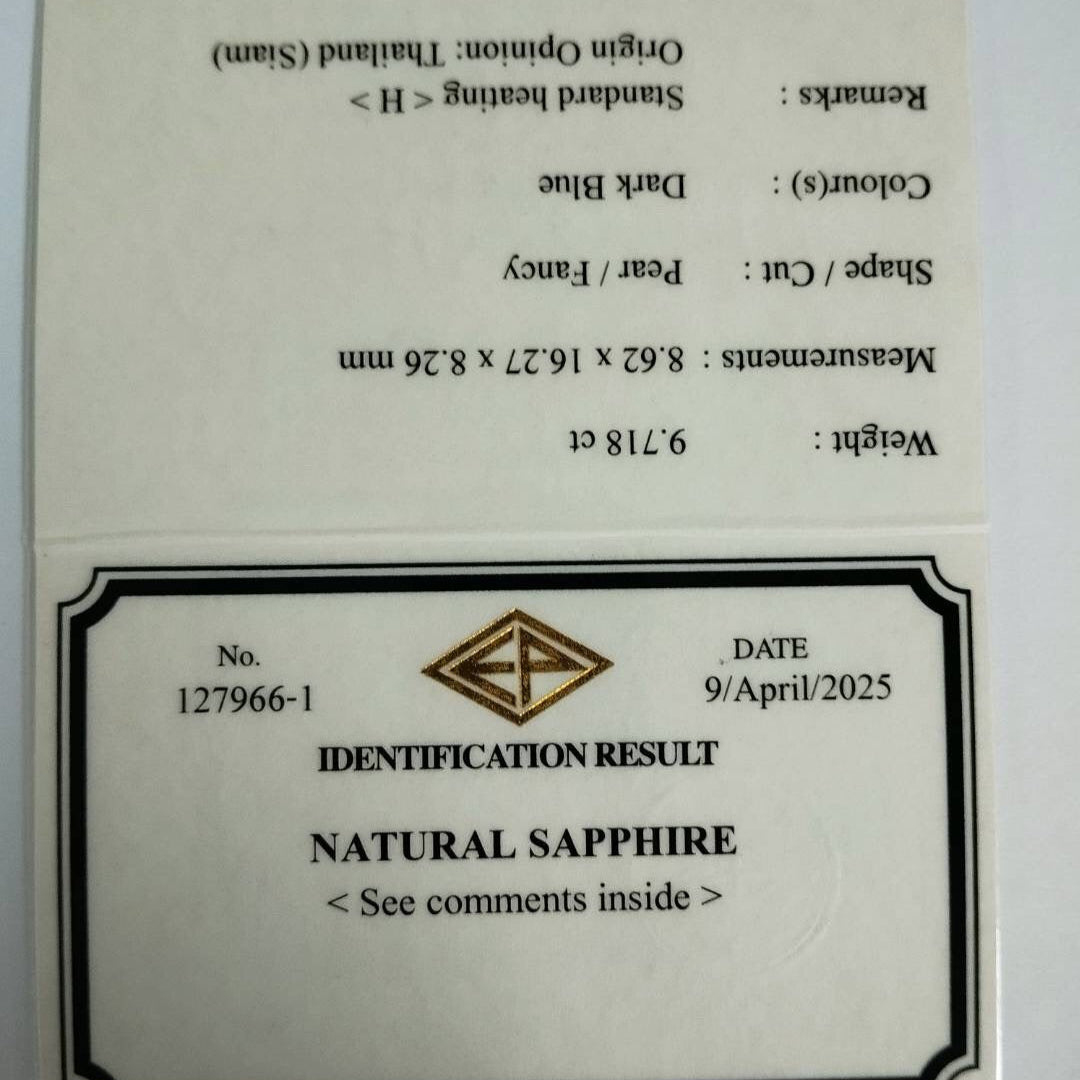 Weight : 9.718 ct
Measurements : 8.62 x 16.27 x 8.26 mm
Shape / Cut : Pear / Fancy
Colour(s) : Dark Blue
Remarks : Standard heating < H >
Origin Opinion: Thailand (Siam)
No.
127966-1
EP
DATE
9/April/2025
IDENTIFICATION RESULT
NATURAL SAPPHIRE
< See comments inside >